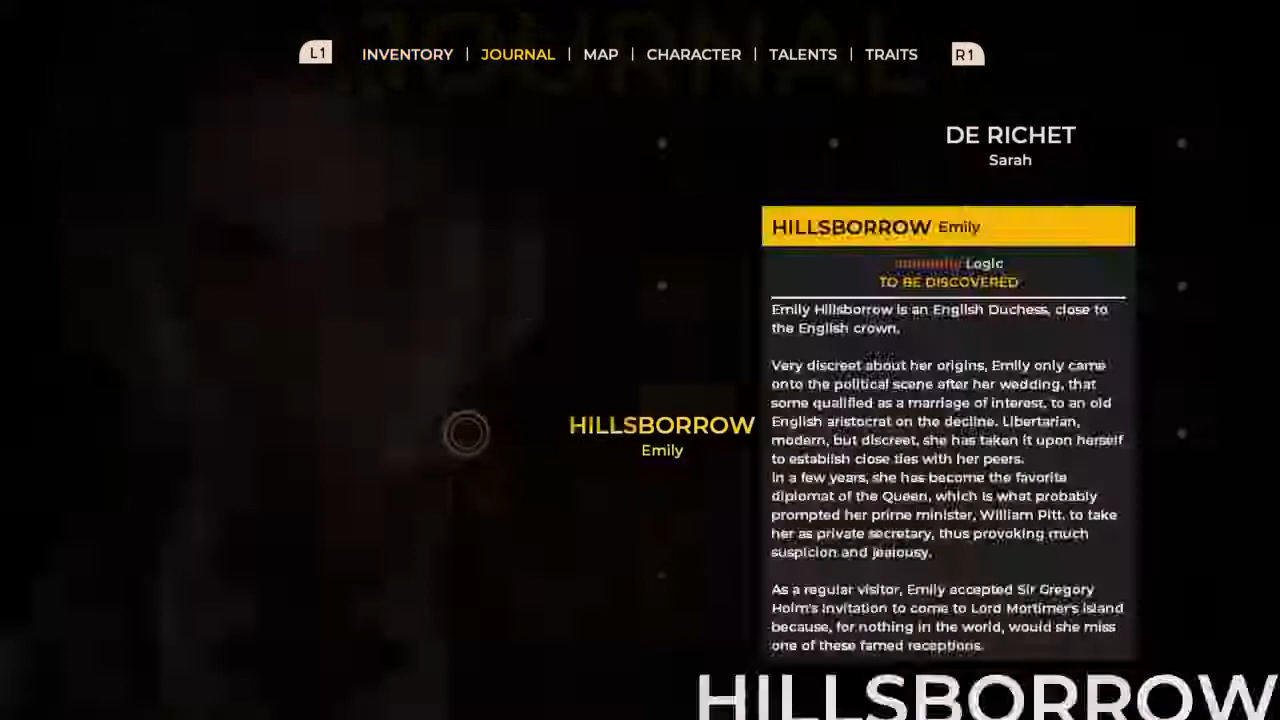 JOURNAL
L1 INVENTORY | JOURNAL | MAP | CHARACTER | TALENTS | TRAITS R1
DE RICHET
Sarah
HILLSBORROW Emily
Logic
TO BE DISCOVERED
Emily Hillsborrow is an English Duchess, close to
the English crown.
Very discreet about her origins, Emily only came
onto the political scene after her wedding, that
some qualified as a marriage of interest, to an old
English aristocrat on the decline. Libertarian,
modern, but discreet, she has taken it upon herself
to establish close ties with her peers.
In a few years, she has become the favorite
diplomat of the Queen, which is what probably
prompted her prime minister, William Pitt, to take
her as private secretary, thus provoking much
suspicion and jealousy.
As a regular visitor, Emily accepted Sir Gregory
Holm's invitation to come to Lord Mortimer's island
because, for nothing in the world, would she miss
one of these famed receptions.
HILLSBORROW
Emily
HILLSBORROW